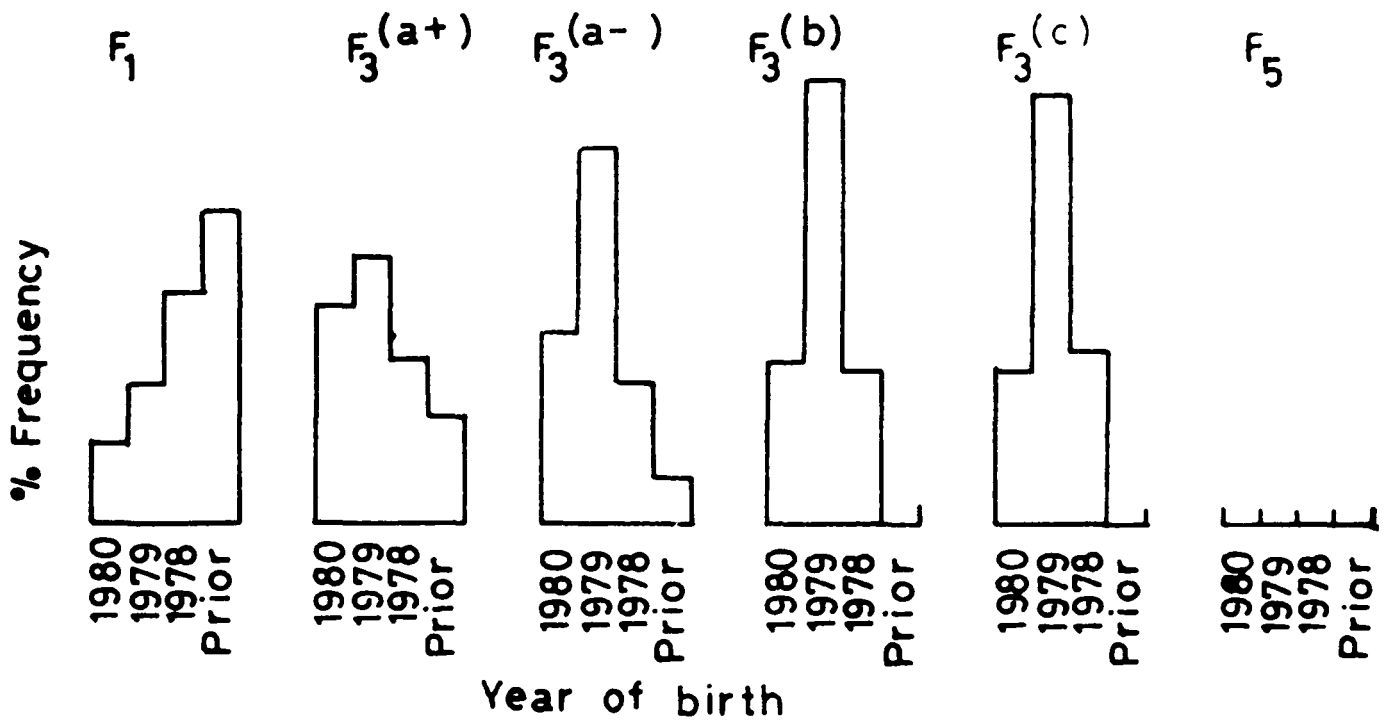 F₁ F₃(a+) F₃(a-) F₃(b) F₃(c) F₅
% Frequency
1980 1979 1978 Prior 1980 1979 1978 Prior 1980 1979 1978 Prior 1980 1979 1978 Prior 1980 1979 1978 Prior 1980 1979 1978 Prior
Year of birth